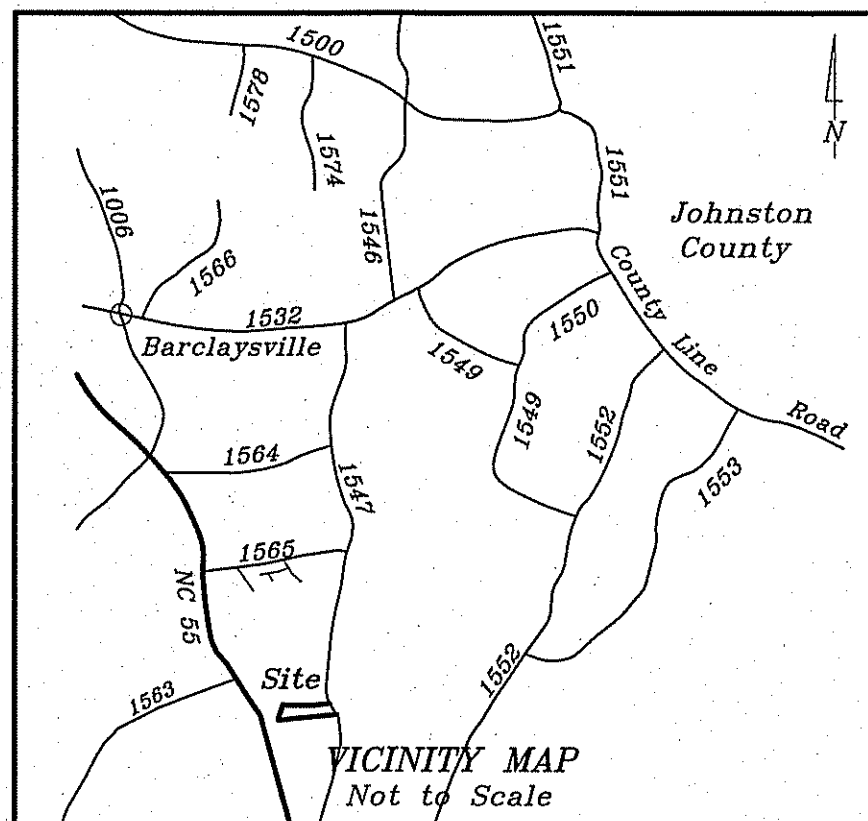 1500
1551
1578
1574
1551
N
1006
1566
1546
Johnston
County
County
Line
Road
1532
Barclaysville
1550
1549
1549
1552
1553
1564
1547
1565
NC 55
1563
Site
1552
VICINITY MAP
Not to Scale